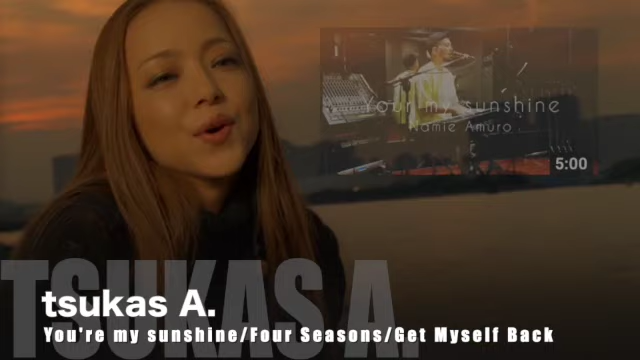 Your my sunshine
Namie Amuro
5:00
TSUKAS A.
tsukas A.
You're my sunshine/Four Seasons/Get Myself Back